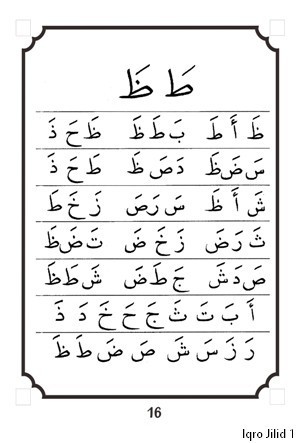 طَ ظَ
ظَ أَ طَ بَ طَ ظَ ظَ حَ ذَ
سَ ضَ ظَ دَ صَ ظَ طَ حَ ذَ
شَ أَ ظَ سَ رَ صَ زَ خَ طَ
ثَ رَ ضَ زَ خَ ضَ تَ ضَ ظَ
صَ دَ شَ جَ طَ ضَ شَ طَ ظَ
أَ بَ تَ ثَ جَ حَ خَ دَ ذَ
رَ زَ سَ شَ صَ ضَ طَ ظَ
16
Iqro Jilid 1